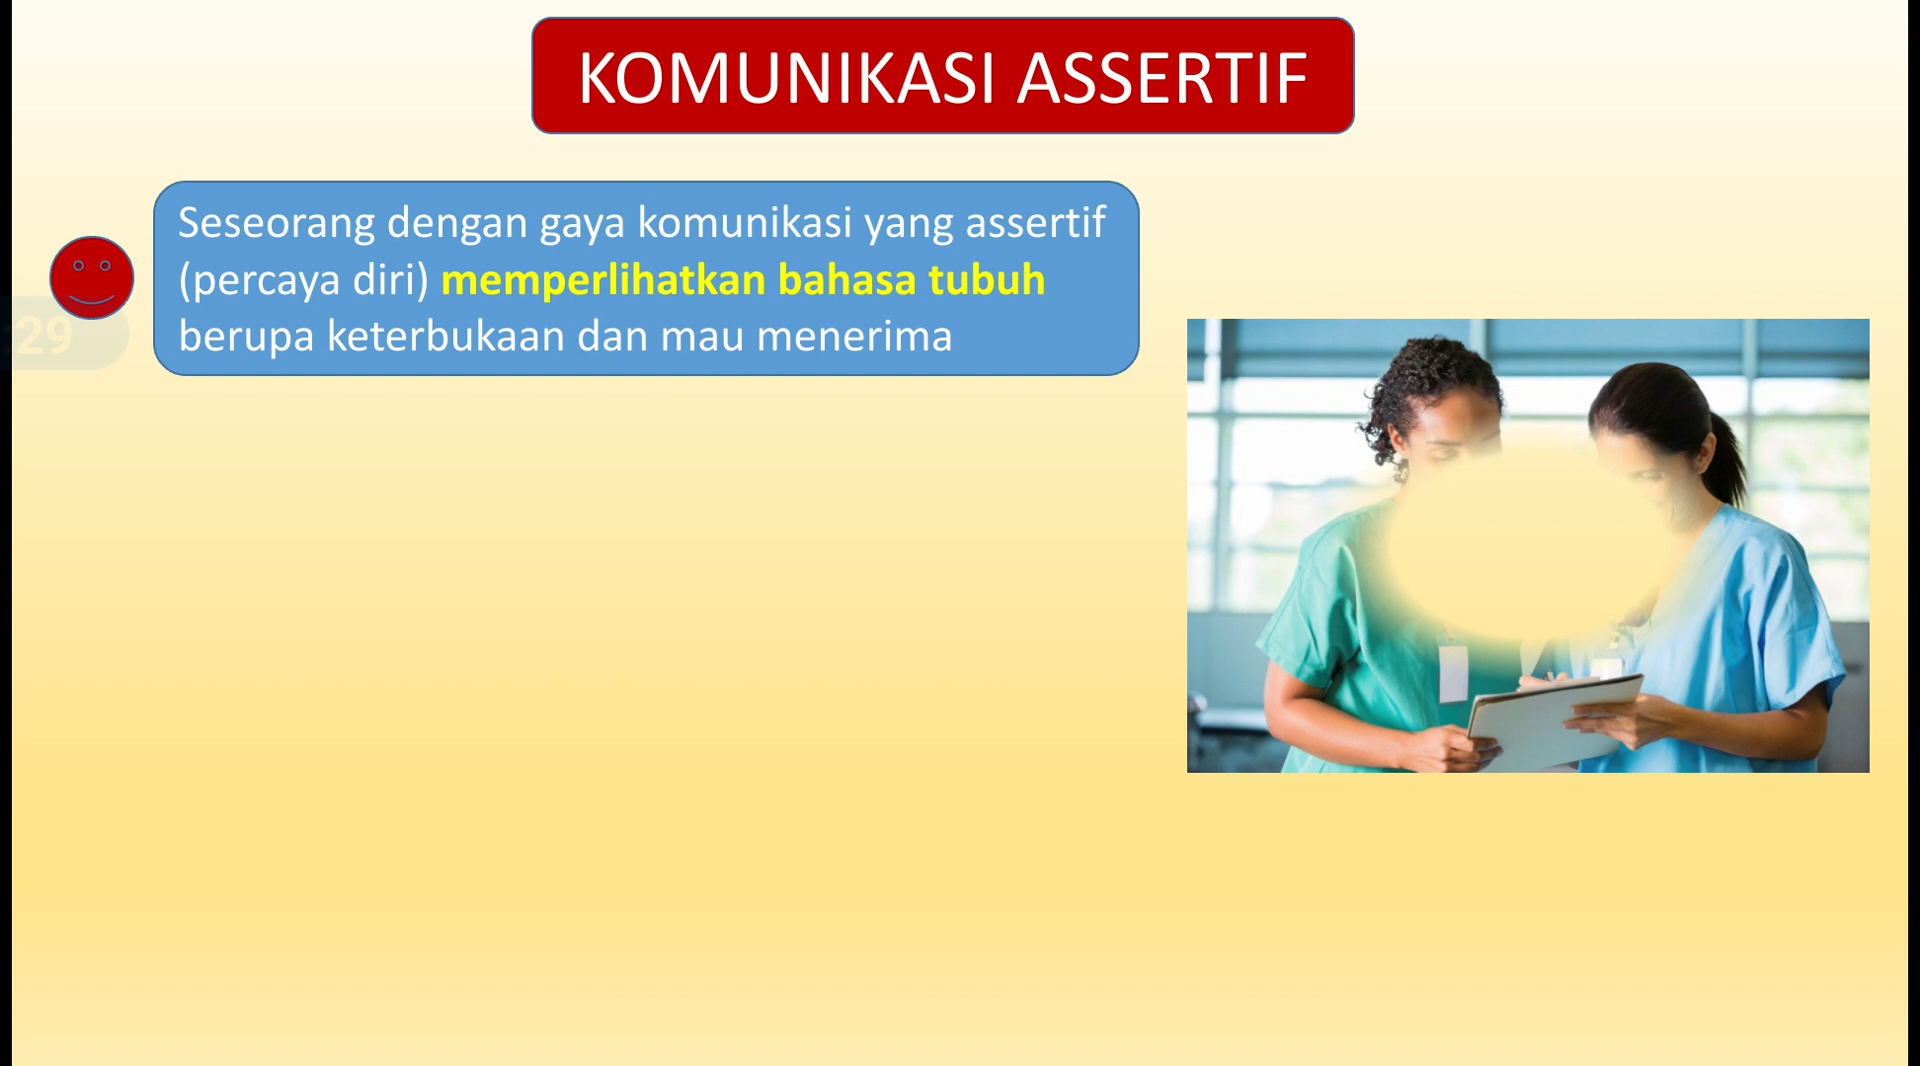 KOMUNIKASI ASSERTIF
Seseorang dengan gaya komunikasi yang assertif
(percaya diri) memperlihatkan bahasa tubuh
berupa keterbukaan dan mau menerima
:29